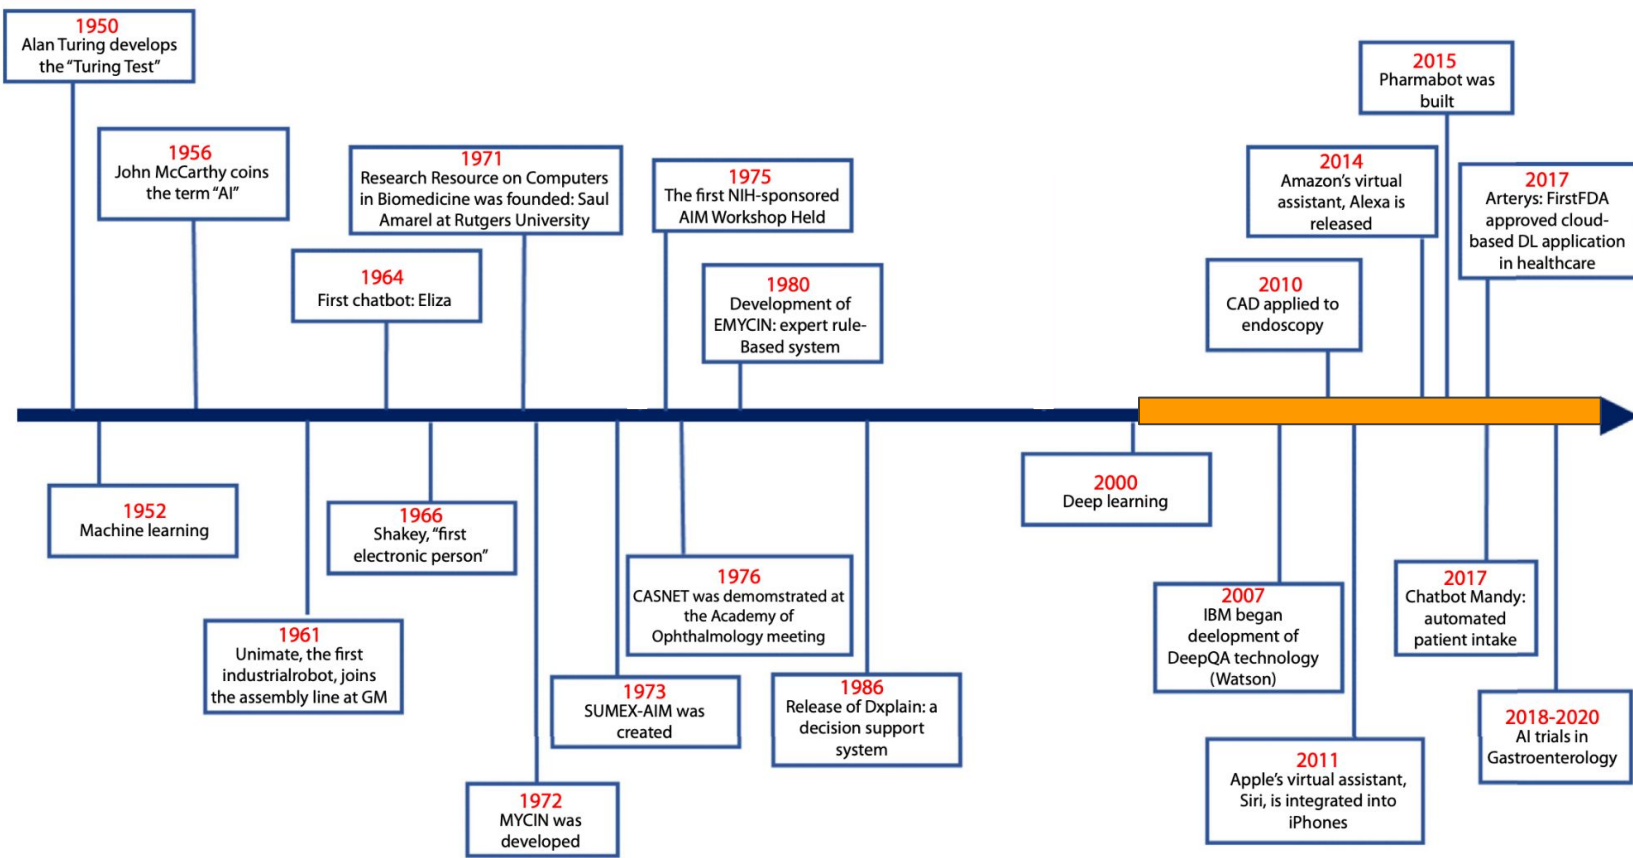 1950
Alan Turing develops
the “Turing Test”
1956
John McCarthy coins
the term “AI”
1964
First chatbot: Eliza
1971
Research Resource on Computers
in Biomedicine was founded: Saul
Amarel at Rutgers University
1975
The first NIH-sponsored
AIM Workshop Held
1980
Development of
EMYCIN: expert rule-
Based system
2010
CAD applied to
endoscopy
2014
Amazon’s virtual
assistant, Alexa is
released
2015
Pharmabot was
built
2017
Arterys: FirstFDA
approved cloud-
based DL application
in healthcare
1952
Machine learning
1961
Unimate, the first
industrialrobot, joins
the assembly line at GM
1966
Shakey, “first
electronic person”
1972
MYCIN was
developed
1973
SUMEX-AIM was
created
1976
CASNET was demomstrated at
the Academy of
Ophthalmology meeting
1986
Release of Dxplain: a
decision support
system
2000
Deep learning
2007
IBM began
deelopment of
DeepQA technology
(Watson)
2011
Apple’s virtual assistant,
Siri, is integrated into
iPhones
2017
Chatbot Mandy:
automated
patient intake
2018-2020
AI trials in
Gastroenterology